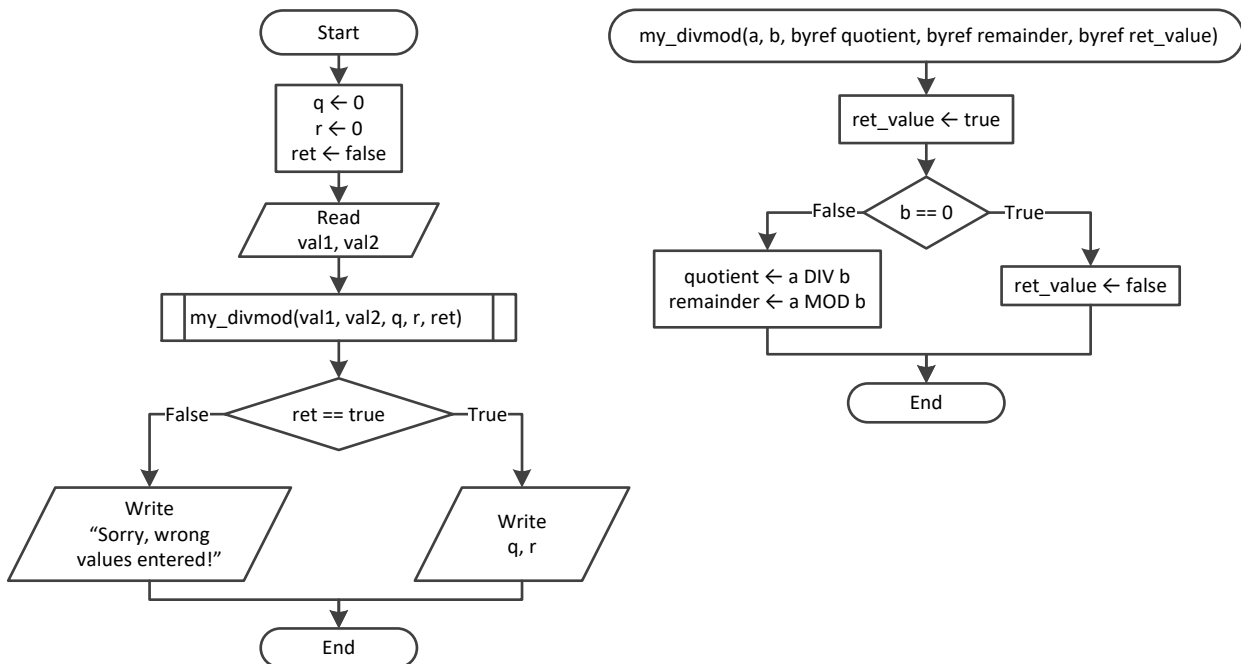 Start
q ← 0
r ← 0
ret ← false
Read
val1, val2
my_divmod(val1, val2, q, r, ret)
ret == true
False
True
Write
“Sorry, wrong
values entered!”
Write
q, r
End
my_divmod(a, b, byref quotient, byref remainder, byref ret_value)
ret_value ← true
b == 0
False
True
quotient ← a DIV b
remainder ← a MOD b
ret_value ← false
End